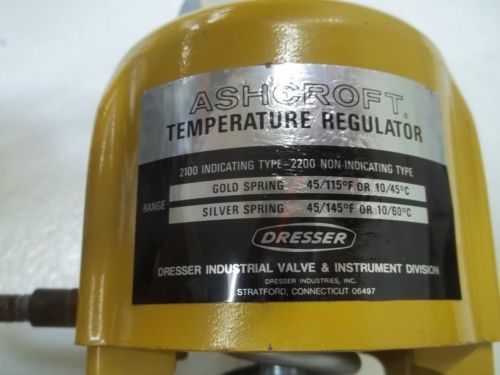 ASHCROFT®
TEMPERATURE REGULATOR
2100 INDICATING TYPE-2200 NON-INDICATING TYPE
RANGE
GOLD SPRING 45/115°F OR 10/45°C
SILVER SPRING 45/145°F OR 10/60°C
DRESSER
DRESSER INDUSTRIAL VALVE & INSTRUMENT DIVISION
DRESSER INDUSTRIES, INC.
STRATFORD, CONNECTICUT 06497